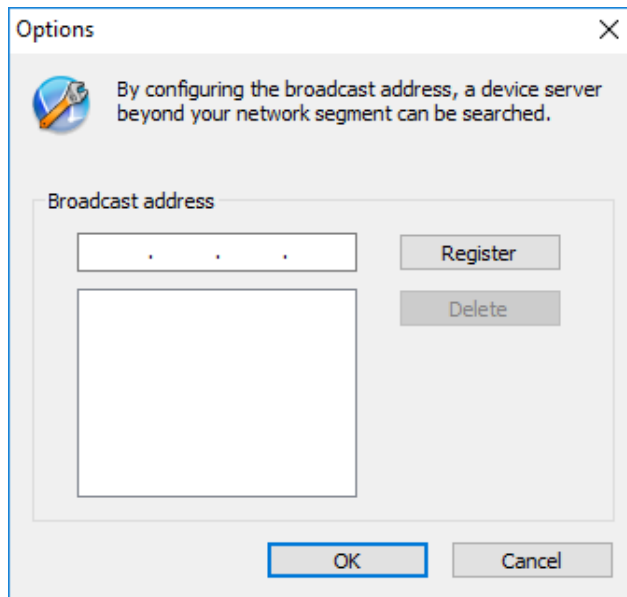 Options
By configuring the broadcast address, a device server
beyond your network segment can be searched.
Broadcast address
. . .
Register
Delete
OK
Cancel